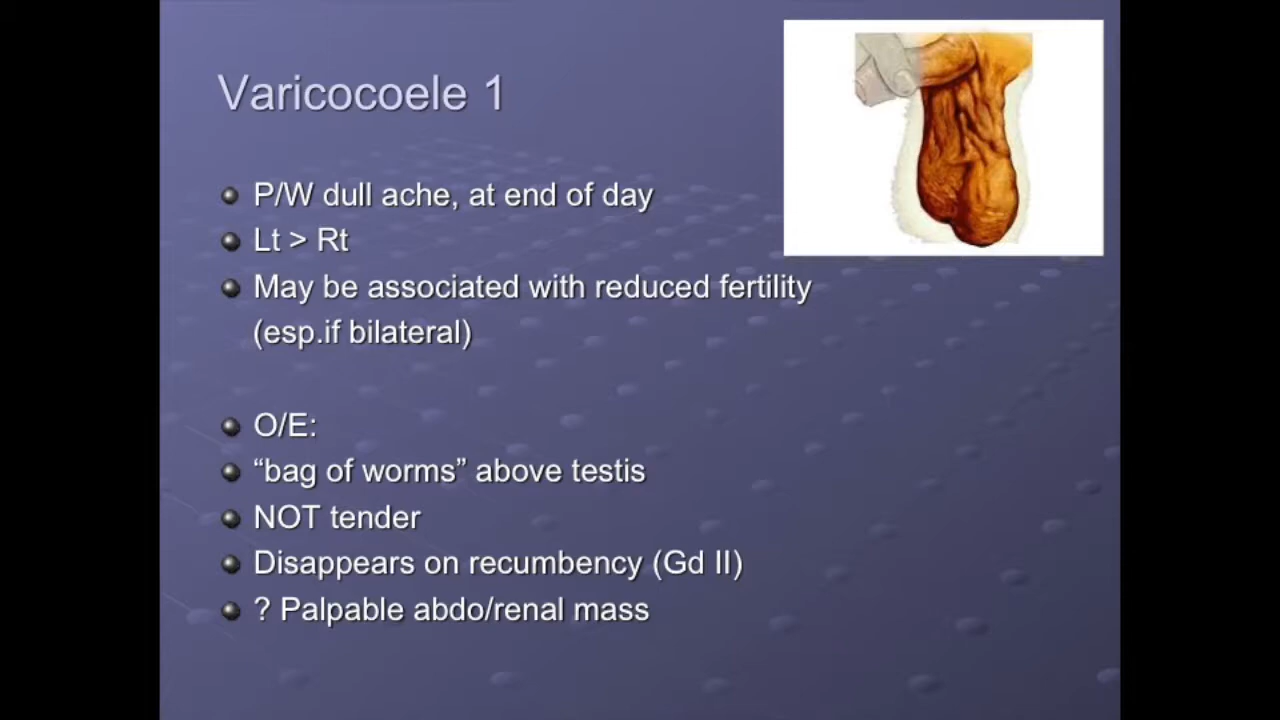 Varicocoele 1
P/W dull ache, at end of day
Lt > Rt
May be associated with reduced fertility
(esp.if bilateral)
O/E:
“bag of worms” above testis
NOT tender
Disappears on recumbency (Gd II)
? Palpable abdo/renal mass